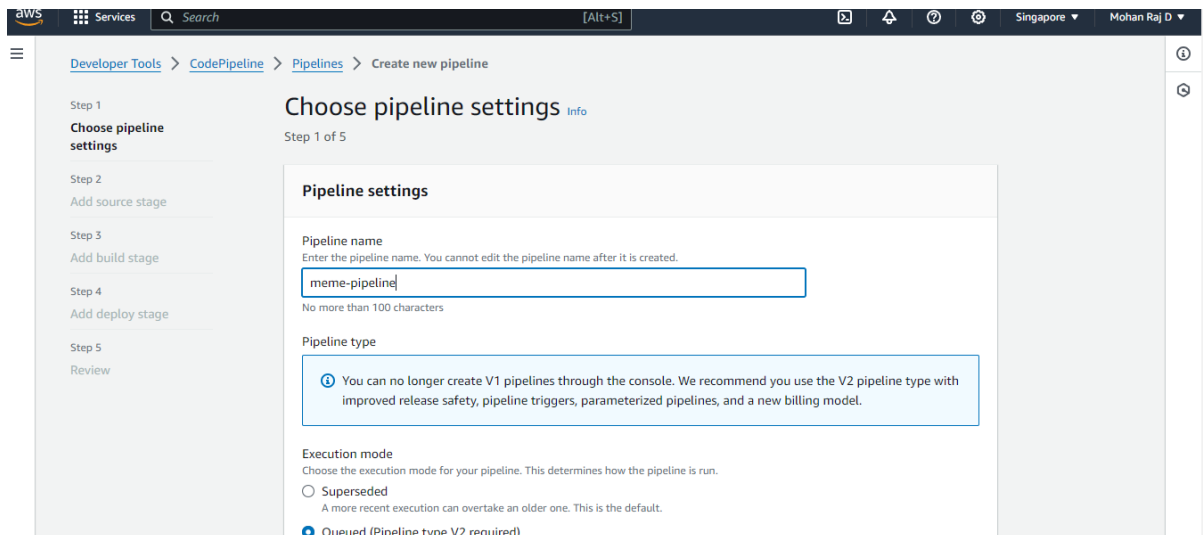 aws
Services
Search
[Alt+S]
Singapore ▼
Mohan Raj D ▼
Developer Tools > CodePipeline > Pipelines > Create new pipeline
Step 1
Choose pipeline
settings
Step 2
Add source stage
Step 3
Add build stage
Step 4
Add deploy stage
Step 5
Review
Choose pipeline settings Info
Step 1 of 5
Pipeline settings
Pipeline name
Enter the pipeline name. You cannot edit the pipeline name after it is created.
meme-pipeline
No more than 100 characters
Pipeline type
You can no longer create V1 pipelines through the console. We recommend you use the V2 pipeline type with
improved release safety, pipeline triggers, parameterized pipelines, and a new billing model.
Execution mode
Choose the execution mode for your pipeline. This determines how the pipeline is run.
Superseded
A more recent execution can overtake an older one. This is the default.
Queued (Pipeline type V2 required)